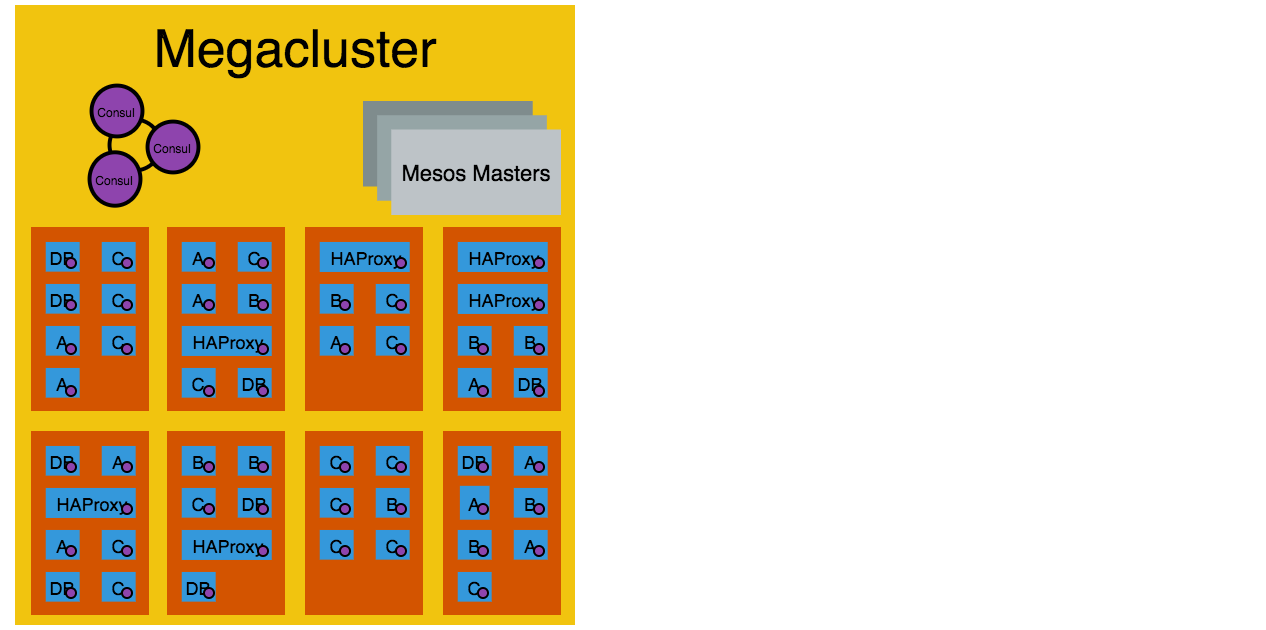 Megacluster
Consul
Consul
Consul
Mesos Masters
DB C
DB C
A C
A
A C
A B
HAProxy
C DB
HAProxy
B C
A C
HAProxy
HAProxy
B B
A DB
DB A
HAProxy
A C
DB C
B B
C DB
HAProxy
DB
C C
C B
C C
DB A
A B
B A
C